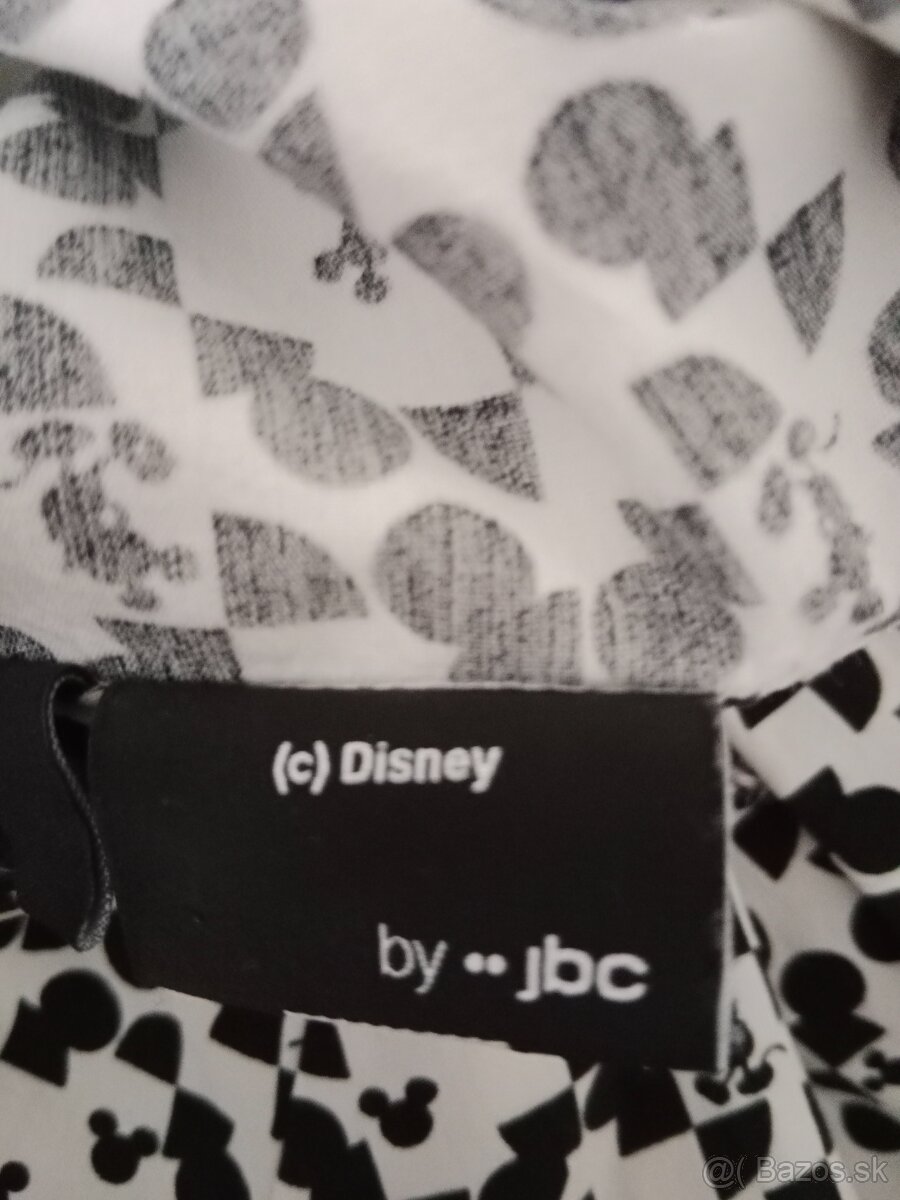 (c) Disney
by •• jbc
@( Bazos.sk